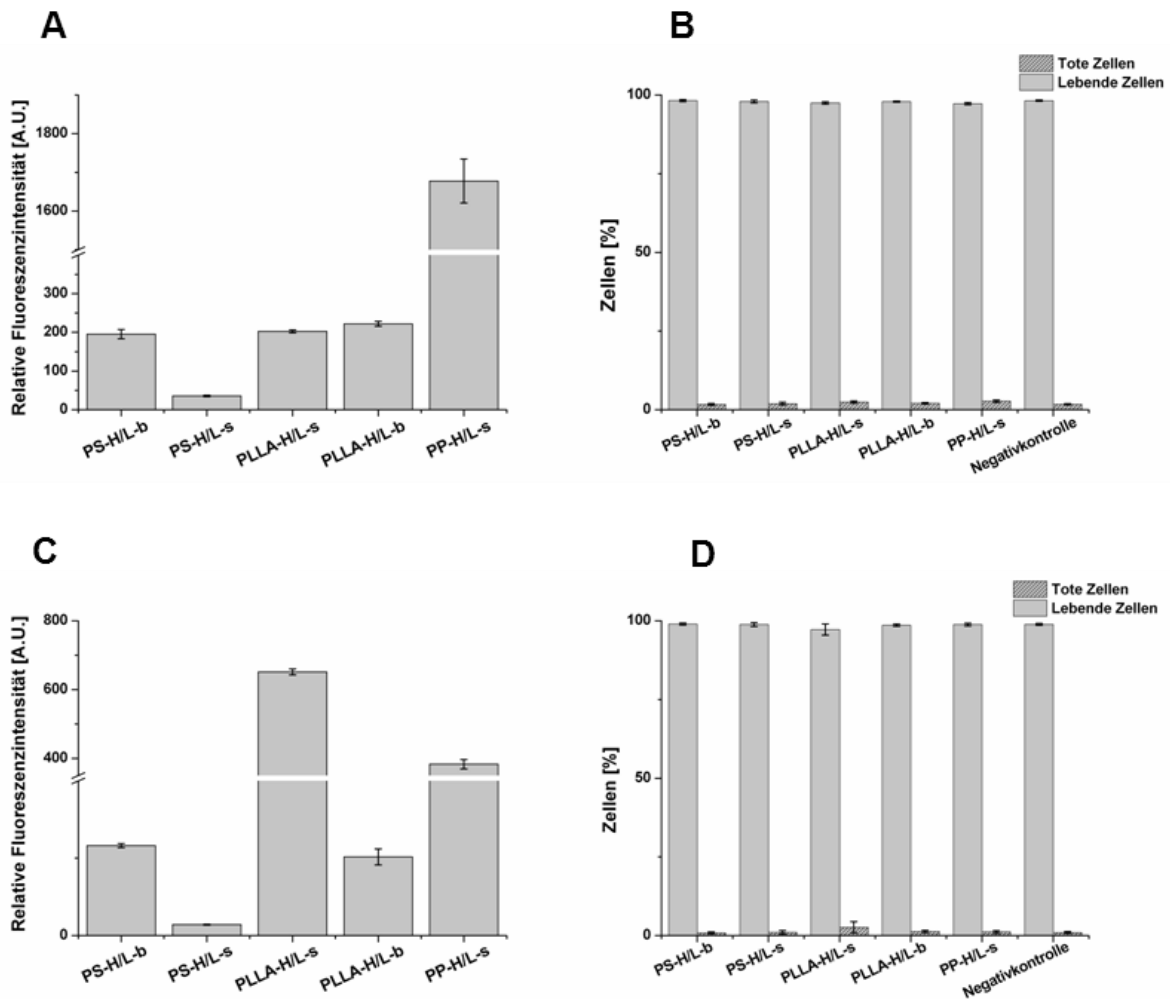 A
Relative Fluoreszenzintensität [A.U.]
1800
1600
300
200
100
0
PS-H/L-b
PS-H/L-s
PLLA-H/L-s
PLLA-H/L-b
PP-H/L-s
B
Tote Zellen
Lebende Zellen
Zellen [%]
100
50
0
PS-H/L-b
PS-H/L-s
PLLA-H/L-s
PLLA-H/L-b
PP-H/L-s
Negativkontrolle
C
Relative Fluoreszenzintensität [A.U.]
800
600
400
0
PS-H/L-b
PS-H/L-s
PLLA-H/L-s
PLLA-H/L-b
PP-H/L-s
D
Tote Zellen
Lebende Zellen
Zellen [%]
100
50
0
PS-H/L-b
PS-H/L-s
PLLA-H/L-s
PLLA-H/L-b
PP-H/L-s
Negativkontrolle